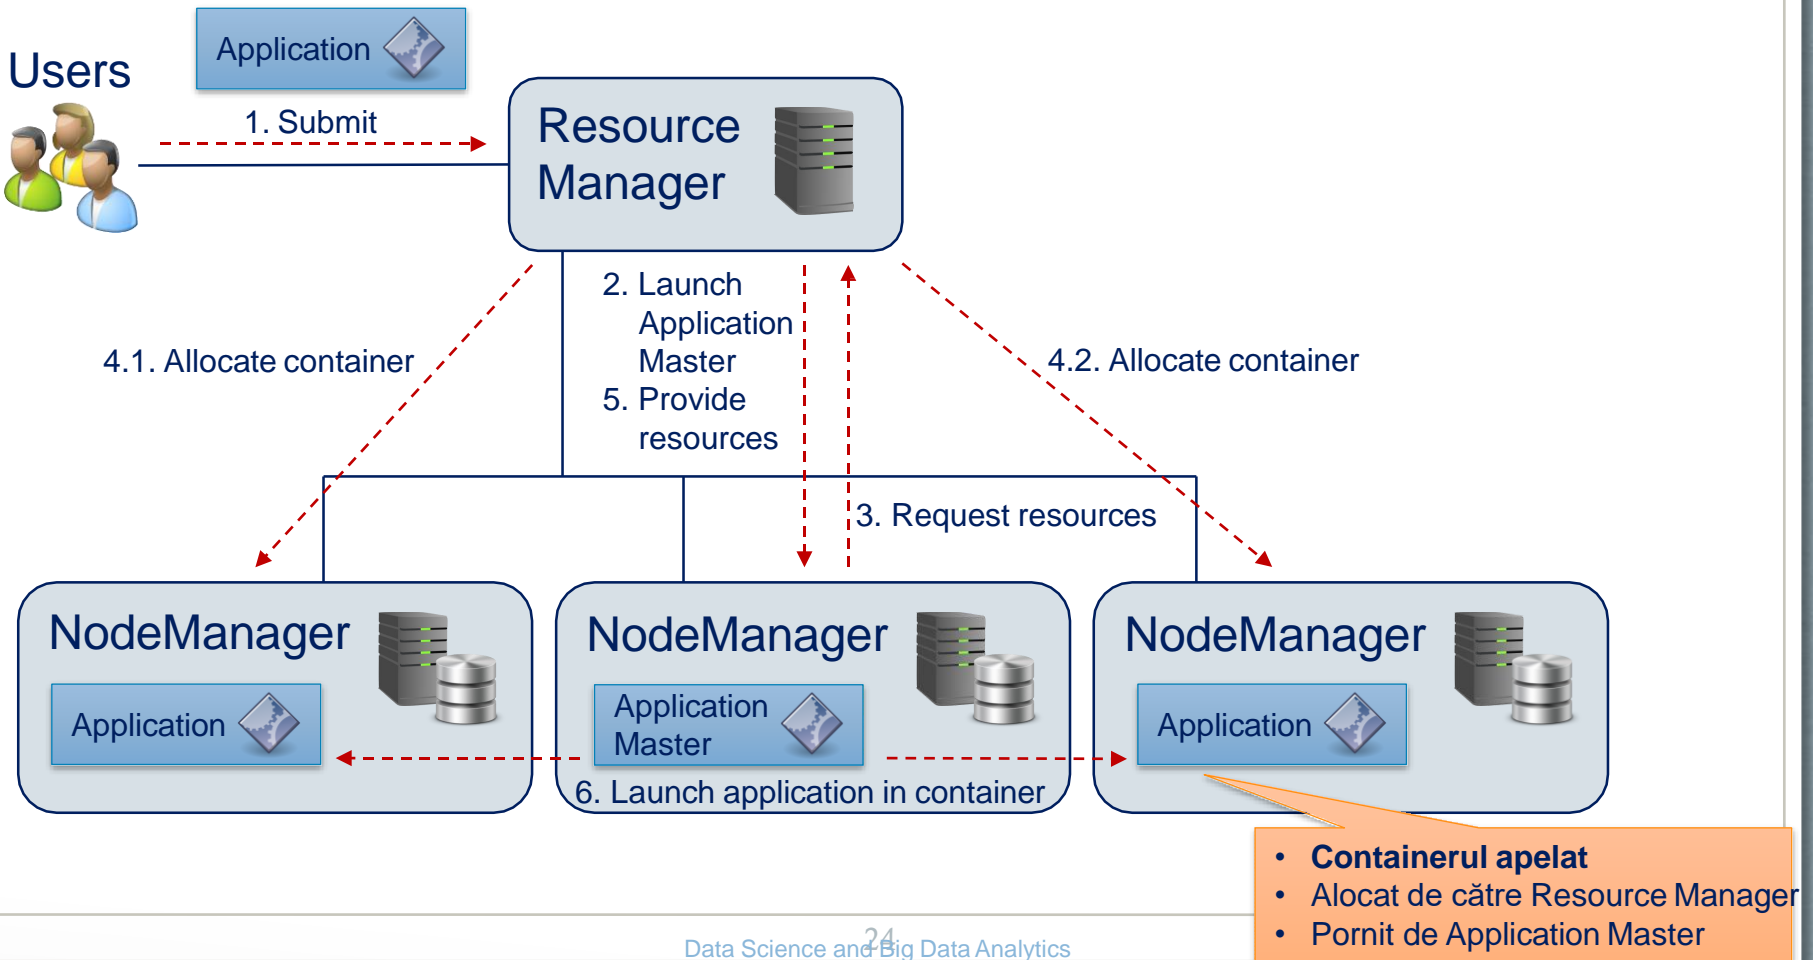 Application
Users
1. Submit
Resource
Manager
2. Launch
Application
Master
5. Provide
resources
4.1. Allocate container
4.2. Allocate container
3. Request resources
NodeManager
Application
NodeManager
Application
Master
NodeManager
Application
6. Launch application in container
• Containerul apelat
• Alocat de către Resource Manager
• Pornit de Application Master
24
Data Science and Big Data Analytics